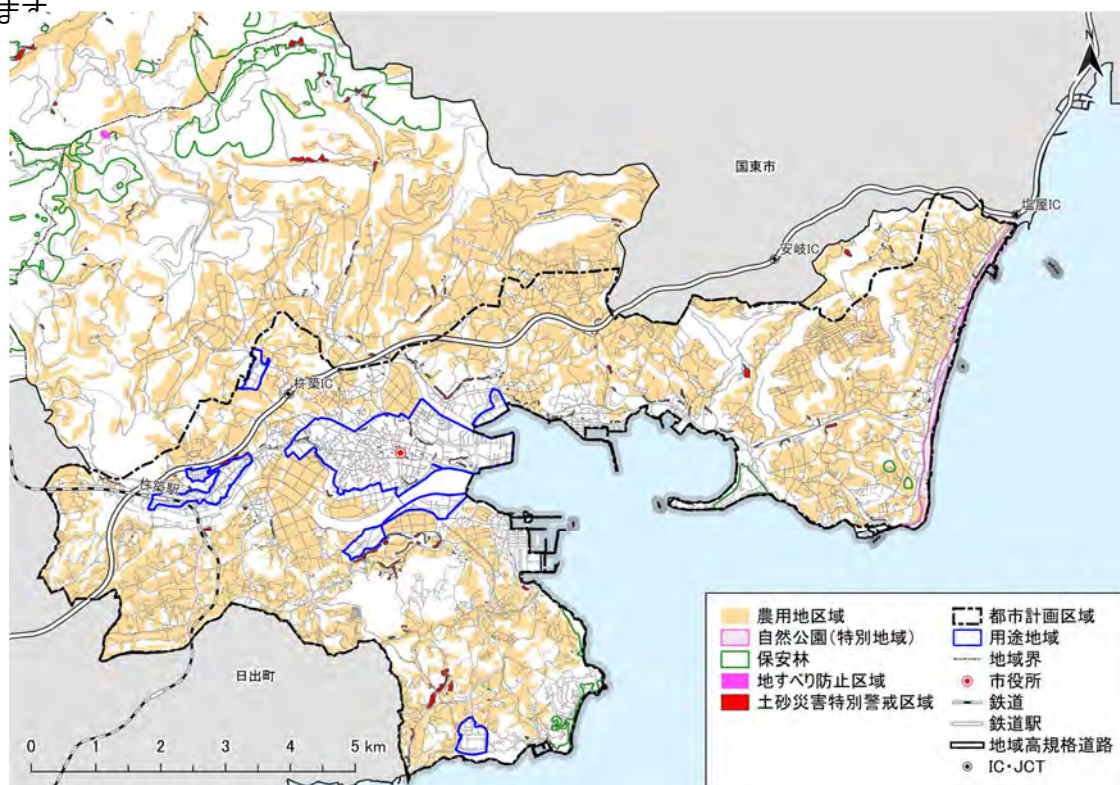 ます
N
国東市
塩屋IC
安岐IC
杵築IC
杵築駅
日出町
0 1 2 3 4 5 km
農用地区域
自然公園(特別地域)
保安林
地すべり防止区域
土砂災害特別警戒区域
都市計画区域
用途地域
地域界
市役所
鉄道
鉄道駅
地域高規格道路
IC・JCT